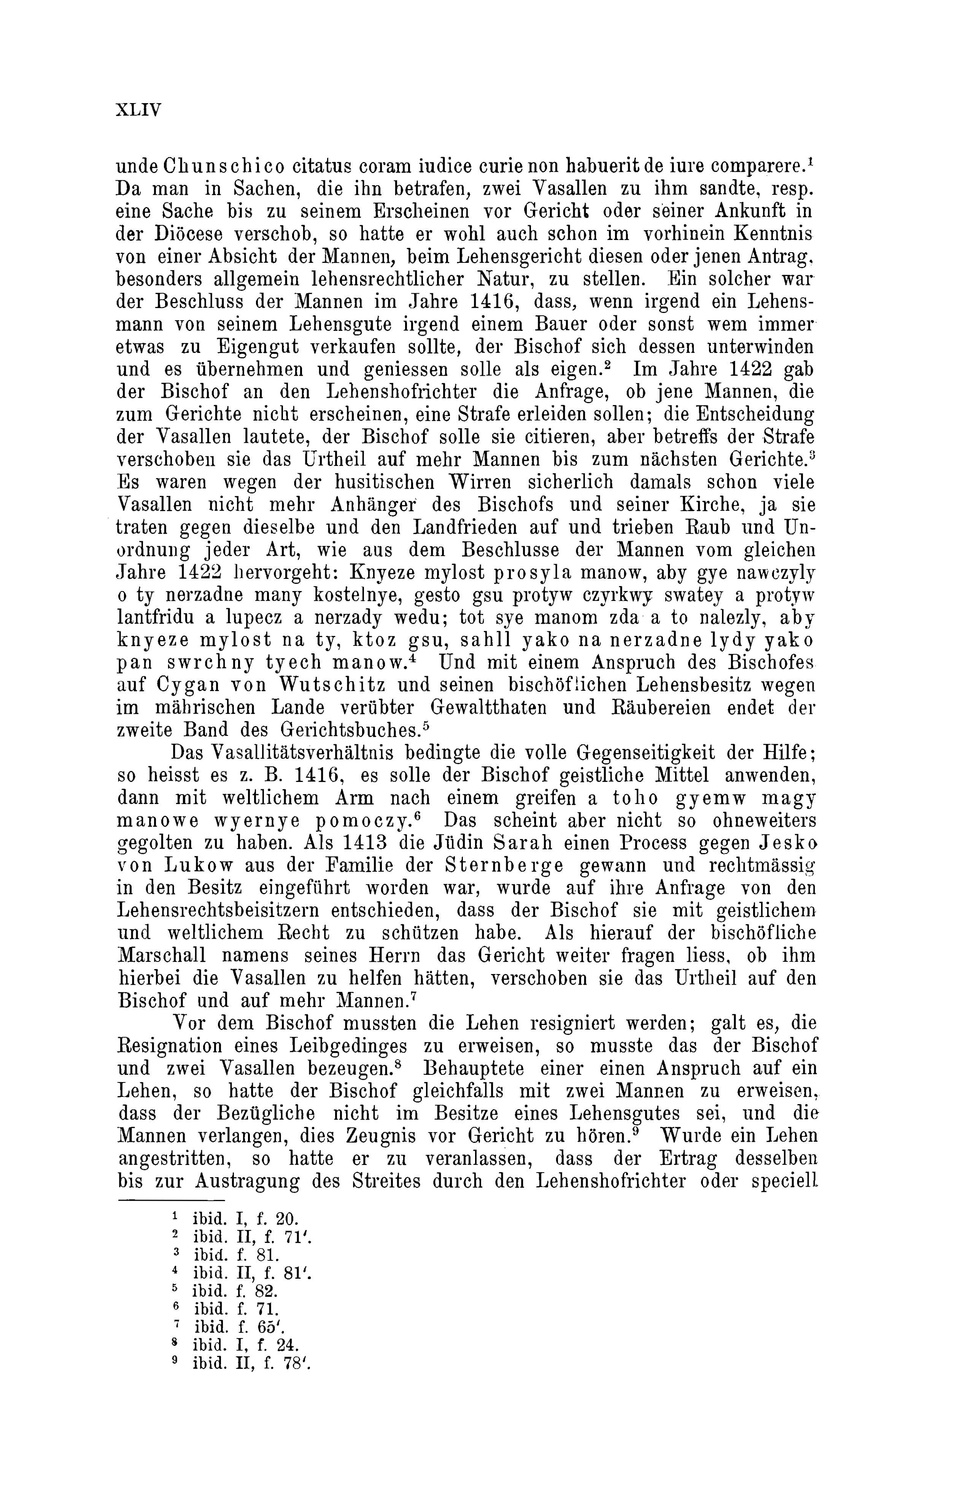 XLIV
unde Chunschico citatus coram iudice curie non habuerit de iure comparere.¹
Da man in Sachen, die ihn betrafen, zwei Vasallen zu ihm sandte, resp.
eine Sache bis zu seinem Erscheinen vor Gericht oder seiner Ankunft in
der Diöcese verschob, so hatte er wohl auch schon im vorhinein Kenntnis
von einer Absicht der Mannen, beim Lehensgericht diesen oder jenen Antrag,
besonders allgemein lehensrechtlicher Natur, zu stellen. Ein solcher war
der Beschluss der Mannen im Jahre 1416, dass, wenn irgend ein Lehens-
mann von seinem Lehensgute irgend einem Bauer oder sonst wem immer
etwas zu Eigengut verkaufen sollte, der Bischof sich dessen unterwinden
und es übernehmen und geniessen solle als eigen.² Im Jahre 1422 gab
der Bischof an den Lehenshofrichter die Anfrage, ob jene Mannen, die
zum Gerichte nicht erscheinen, eine Strafe erleiden sollen; die Entscheidung
der Vasallen lautete, der Bischof solle sie citieren, aber betreffs der Strafe
verschoben sie das Urtheil auf mehr Mannen bis zum nächsten Gerichte.³
Es waren wegen der husitischen Wirren sicherlich damals schon viele
Vasallen nicht mehr Anhänger des Bischofs und seiner Kirche, ja sie
traten gegen dieselbe und den Landfrieden auf und trieben Raub und Un-
ordnung jeder Art, wie aus dem Beschlusse der Mannen vom gleichen
Jahre 1422 hervorgeht: Knyeze mylost prosyla manow, aby gye nawczyly
o ty nerzadne many kostelnye, gesto gsu protyw czyrkwy swatey a protyw
lantfridu a lupecz a nerzady wedu; tot sye manom zda a to nalezly, aby
knyeze mylost na ty, ktoz gsu, sahll yako na nerzadne lydy yako
pan swrchny tyech manow.⁴ Und mit einem Anspruch des Bischofes
auf Cygan von Wutschitz und seinen bischöflichen Lehensbesitz wegen
im mährischen Lande verübter Gewaltthaten und Räubereien endet der
zweite Band des Gerichtsbuches.⁵
Das Vasallitätsverhältnis bedingte die volle Gegenseitigkeit der Hilfe;
so heisst es z. B. 1416, es solle der Bischof geistliche Mittel anwenden,
dann mit weltlichem Arm nach einem greifen a toho gyemw magy
manowe wyernye pomoczy.⁶ Das scheint aber nicht so ohneweiters
gegolten zu haben. Als 1413 die Jüdin Sarah einen Process gegen Jesko
von Lukow aus der Familie der Sternberge gewann und rechtmässig
in den Besitz eingeführt worden war, wurde auf ihre Anfrage von den
Lehensrechtsbeisitzern entschieden, dass der Bischof sie mit geistlichem
und weltlichem Recht zu schützen habe. Als hierauf der bischöfliche
Marschall namens seines Herrn das Gericht weiter fragen liess, ob ihm
hierbei die Vasallen zu helfen hätten, verschoben sie das Urtheil auf den
Bischof und auf mehr Mannen.⁷
Vor dem Bischof mussten die Lehen resigniert werden; galt es, die
Resignation eines Leibgedinges zu erweisen, so musste das der Bischof
und zwei Vasallen bezeugen.⁸ Behauptete einer einen Anspruch auf ein
Lehen, so hatte der Bischof gleichfalls mit zwei Mannen zu erweisen,
dass der Bezügliche nicht im Besitze eines Lehensgutes sei, und die
Mannen verlangen, dies Zeugnis vor Gericht zu hören.⁹ Wurde ein Lehen
angestritten, so hatte er zu veranlassen, dass der Ertrag desselben
bis zur Austragung des Streites durch den Lehenshofrichter oder speciell
¹ ibid. I, f. 20.
² ibid. II, f. 71′.
³ ibid. f. 81.
⁴ ibid. II, f. 81′.
⁵ ibid. f. 82.
⁶ ibid. f. 71.
⁷ ibid. f. 65′.
⁸ ibid. I, f. 24.
⁹ ibid. II, f. 78′.